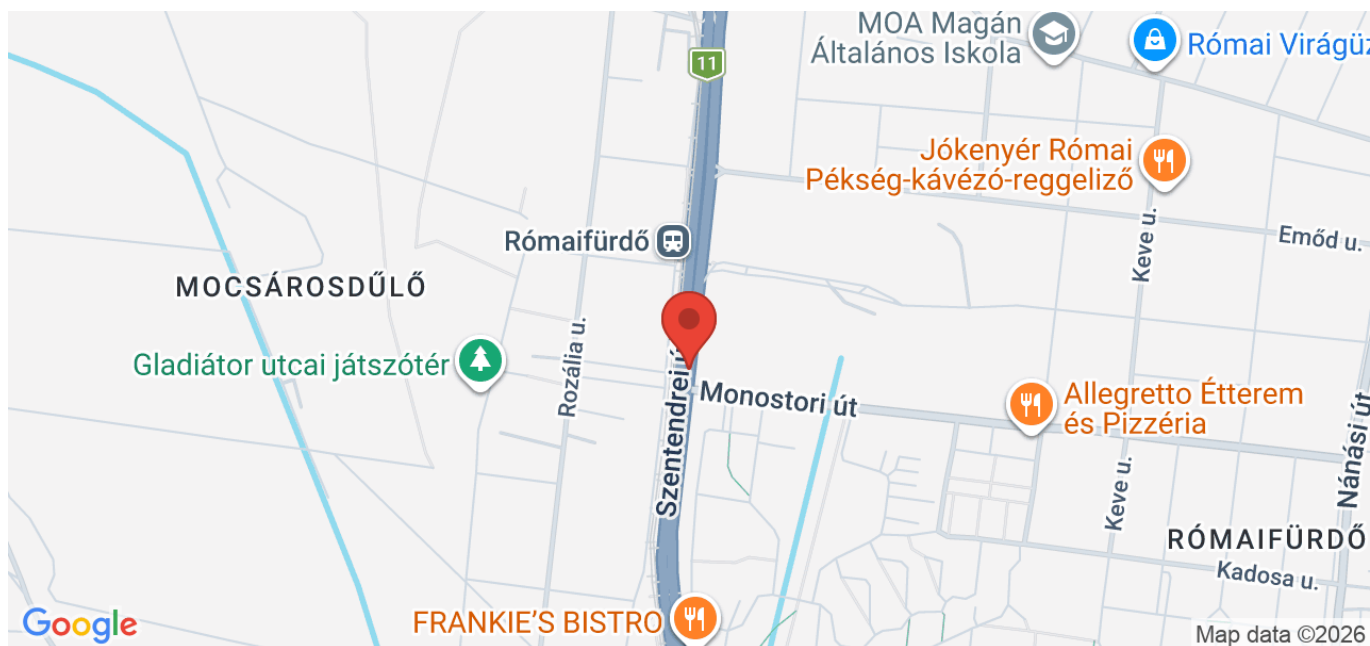 MOA Magán
Általános Iskola
Római Virágüz
11
Jókenyér Római
Pékség-kávézó-reggeliző
Rómaifürdő
Emőd u.
Keve u.
MOCSÁROSDŰLŐ
Gladiátor utcai játszótér
Rozália u.
Szentendrei ú
Monostori út
Allegretto Étterem
és Pizzéria
Nánási út
Keve u.
RÓMAIFÜRDŐ
Kadosa u.
FRANKIE'S BISTRO
Google
Map data ©2026